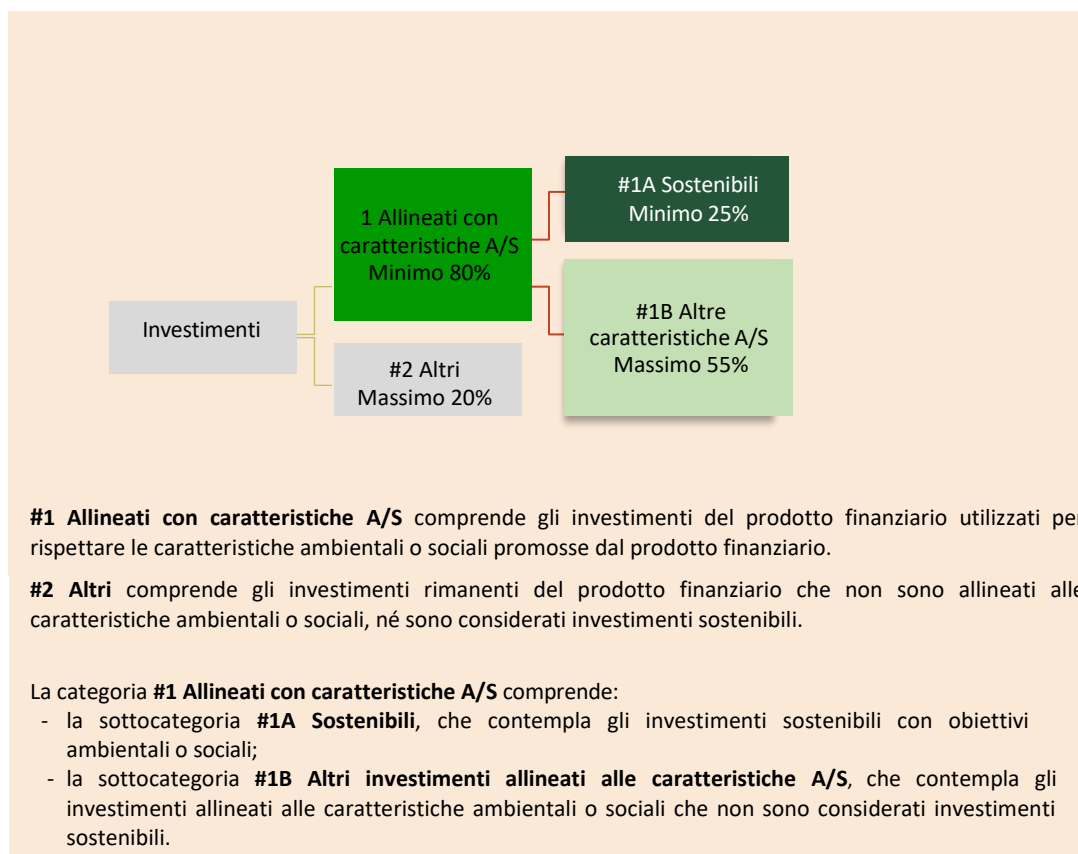 #1A Sostenibili
Minimo 25%
1 Allineati con
caratteristiche A/S
Minimo 80%
#1B Altre
caratteristiche A/S
Massimo 55%
Investimenti
#2 Altri
Massimo 20%
#1 Allineati con caratteristiche A/S comprende gli investimenti del prodotto finanziario utilizzati per
rispettare le caratteristiche ambientali o sociali promosse dal prodotto finanziario.
#2 Altri comprende gli investimenti rimanenti del prodotto finanziario che non sono allineati alle
caratteristiche ambientali o sociali, né sono considerati investimenti sostenibili.
La categoria #1 Allineati con caratteristiche A/S comprende:
- la sottocategoria #1A Sostenibili, che contempla gli investimenti sostenibili con obiettivi
ambientali o sociali;
- la sottocategoria #1B Altri investimenti allineati alle caratteristiche A/S, che contempla gli
investimenti allineati alle caratteristiche ambientali o sociali che non sono considerati investimenti
sostenibili.